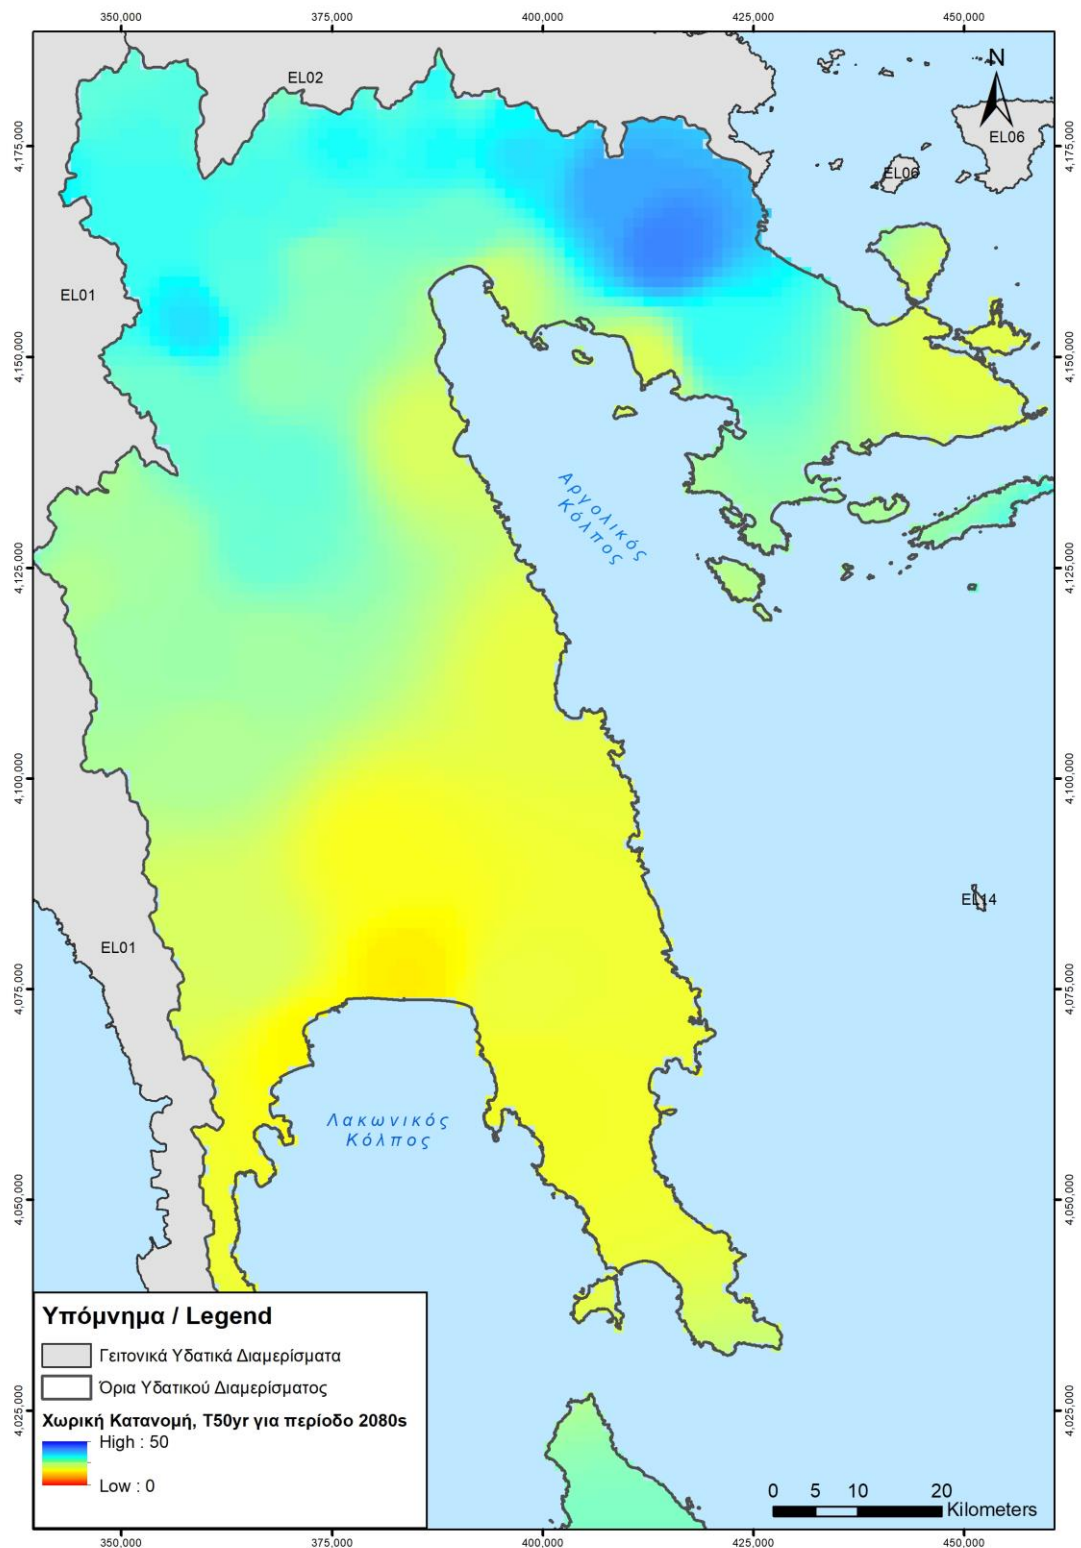 350,000 375,000 400,000 425,000 450,000
EL02
N
4,175,000 EL06 4,175,000
EL06
EL01
4,150,000 4,150,000
Αργολικός
Κόλπος
4,125,000 4,125,000
4,100,000 4,100,000
EL14
EL01
4,075,000 4,075,000
Λακωνικός
Κόλπος
4,050,000 4,050,000
Υπόμνημα / Legend
Γειτονικά Υδατικά Διαμερίσματα
Όρια Υδατικού Διαμερίσματος
4,025,000 4,025,000
Χωρική Κατανομή, T50yr για περίοδο 2080s
High : 50
Low : 0
0 5 10 20
Kilometers
350,000 375,000 400,000 425,000 450,000